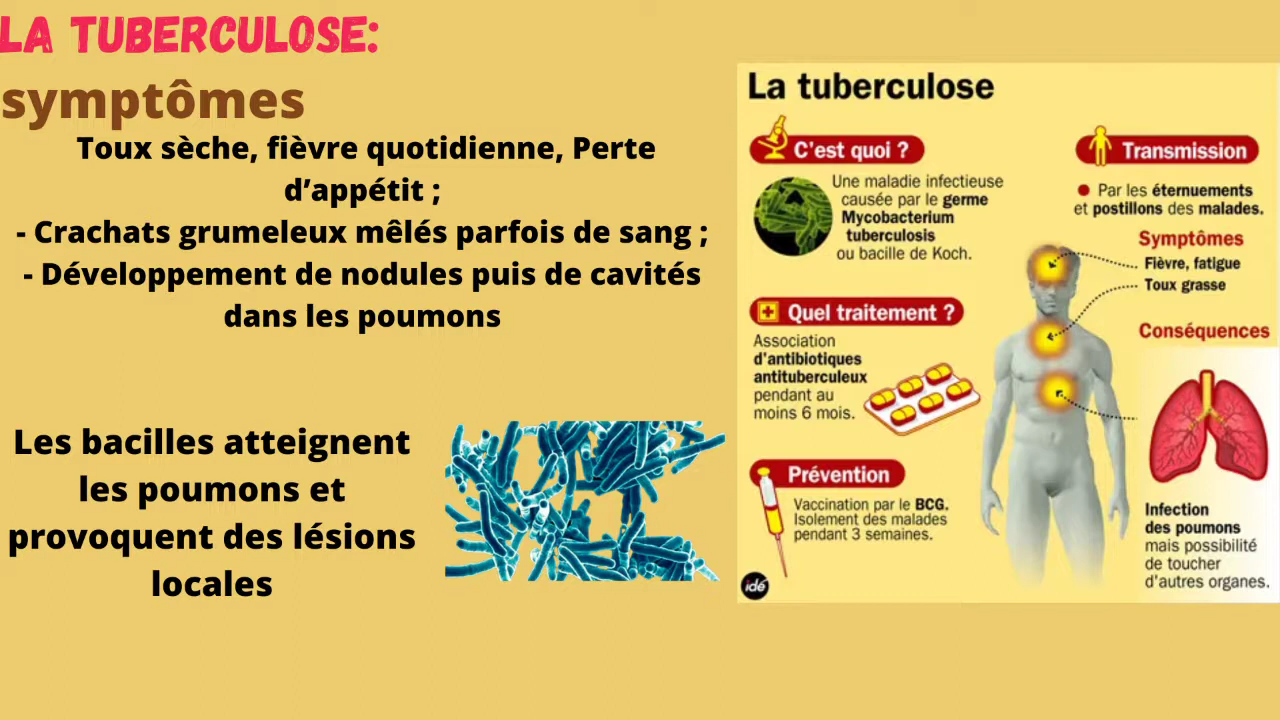 LA TUBERCULOSE:
symptômes
Toux sèche, fièvre quotidienne, Perte
d'appétit ;
- Crachats grumeleux mêlés parfois de sang ;
- Développement de nodules puis de cavités
dans les poumons
Les bacilles atteignent
les poumons et
provoquent des lésions
locales
La tuberculose
C'est quoi ?
Une maladie infectieuse
causée par le germe
Mycobacterium
tuberculosis
ou bacille de Koch.
Quel traitement ?
Association
d'antibiotiques
antituberculeux
pendant au
moins 6 mois.
Prévention
Vaccination par le BCG.
Isolement des malades
pendant 3 semaines.
idé
Transmission
Par les éternuements
et postillons des malades.
Symptômes
Fièvre, fatigue
Toux grasse
Conséquences
Infection
des poumons
mais possibilité
de toucher
d'autres organes.